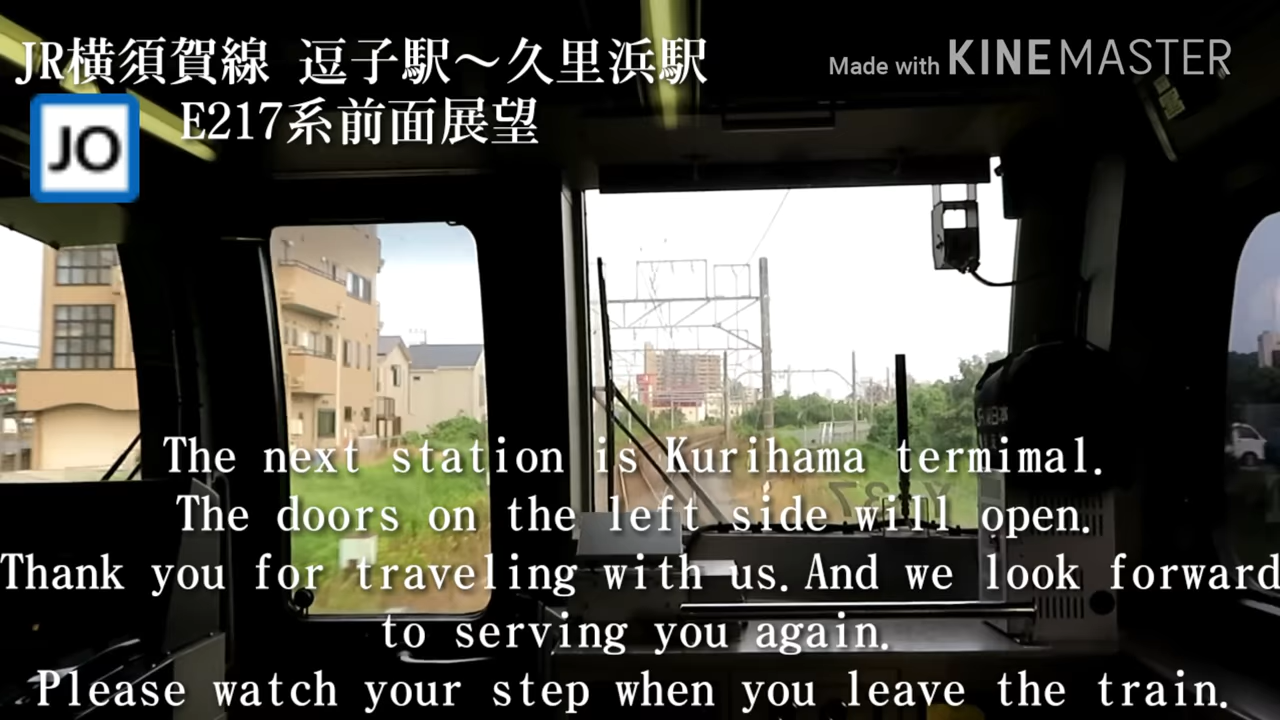 JR横須賀線 逗子駅～久里浜駅
E217系前面展望
Made with KINEMASTER
JO
The next station is Kurihama termimal.
The doors on the left side will open.
Thank you for traveling with us.And we look forward
to serving you again.
Please watch your step when you leave the train.